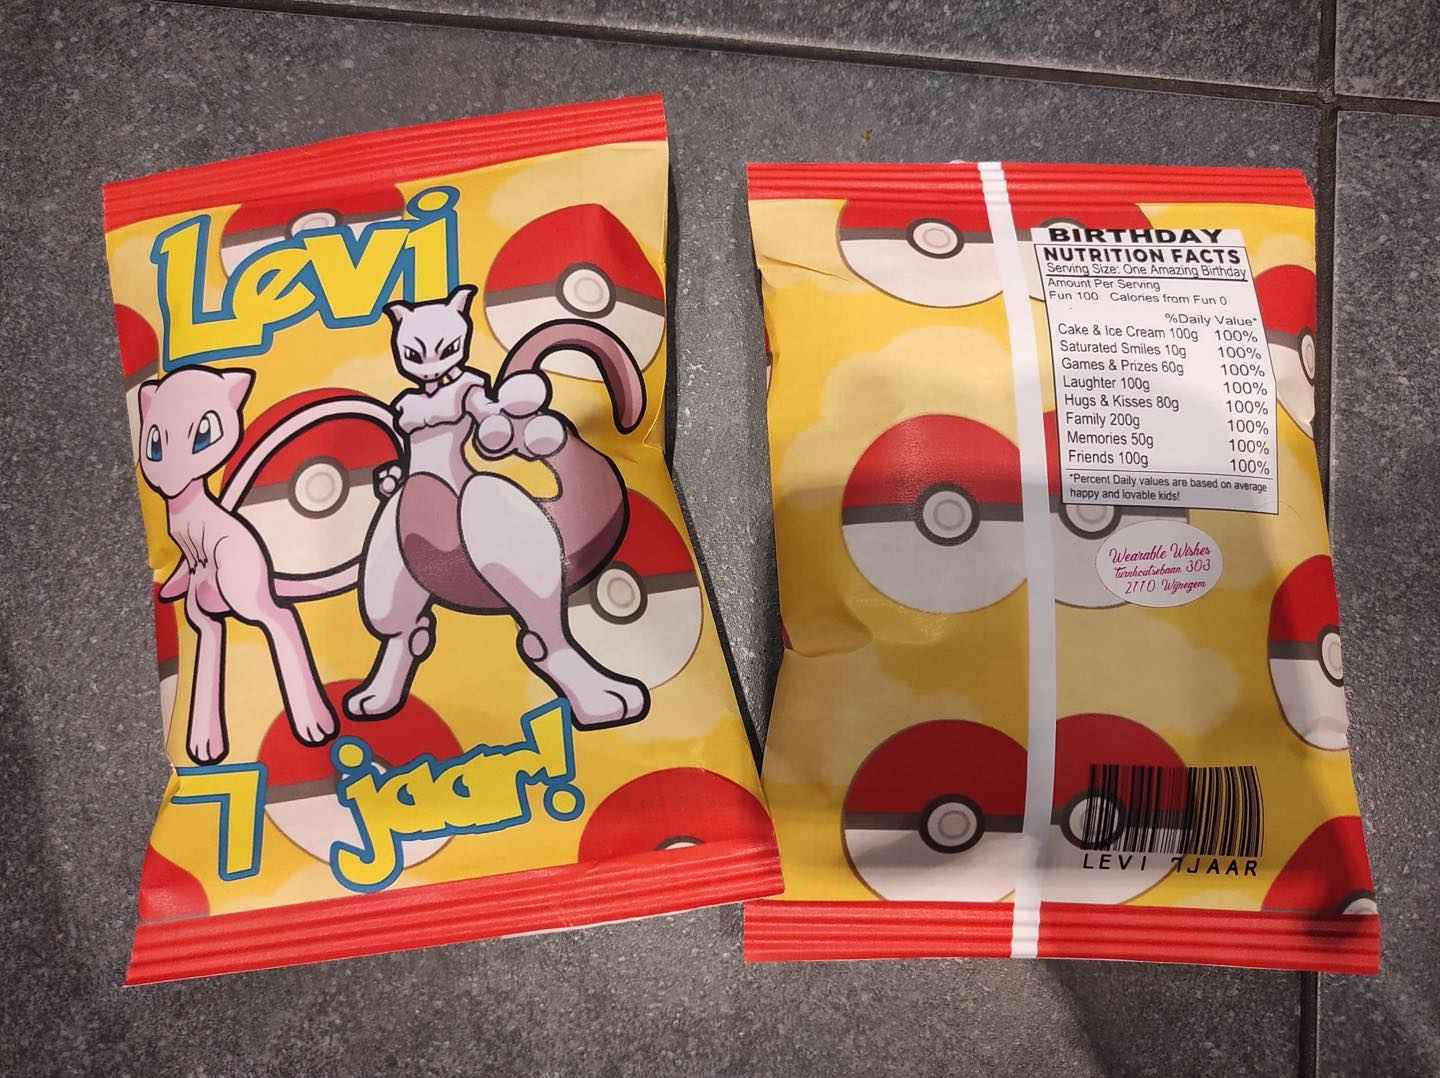 Levi
7 jaar!
BIRTHDAY
NUTRITION FACTS
Serving Size: One Amazing Birthday
Amount Per Serving
Fun 100 Calories from Fun 0
%Daily Value*
Cake & Ice Cream 100g 100%
Saturated Smiles 10g 100%
Games & Prizes 60g 100%
Laughter 100g 100%
Hugs & Kisses 80g 100%
Family 200g 100%
Memories 50g 100%
Friends 100g 100%
*Percent Daily values are based on average
happy and lovable kids!
Wearable Wishes
Turnhoutsebaan 303
2110 Wijnegem
LEVI 7JAAR